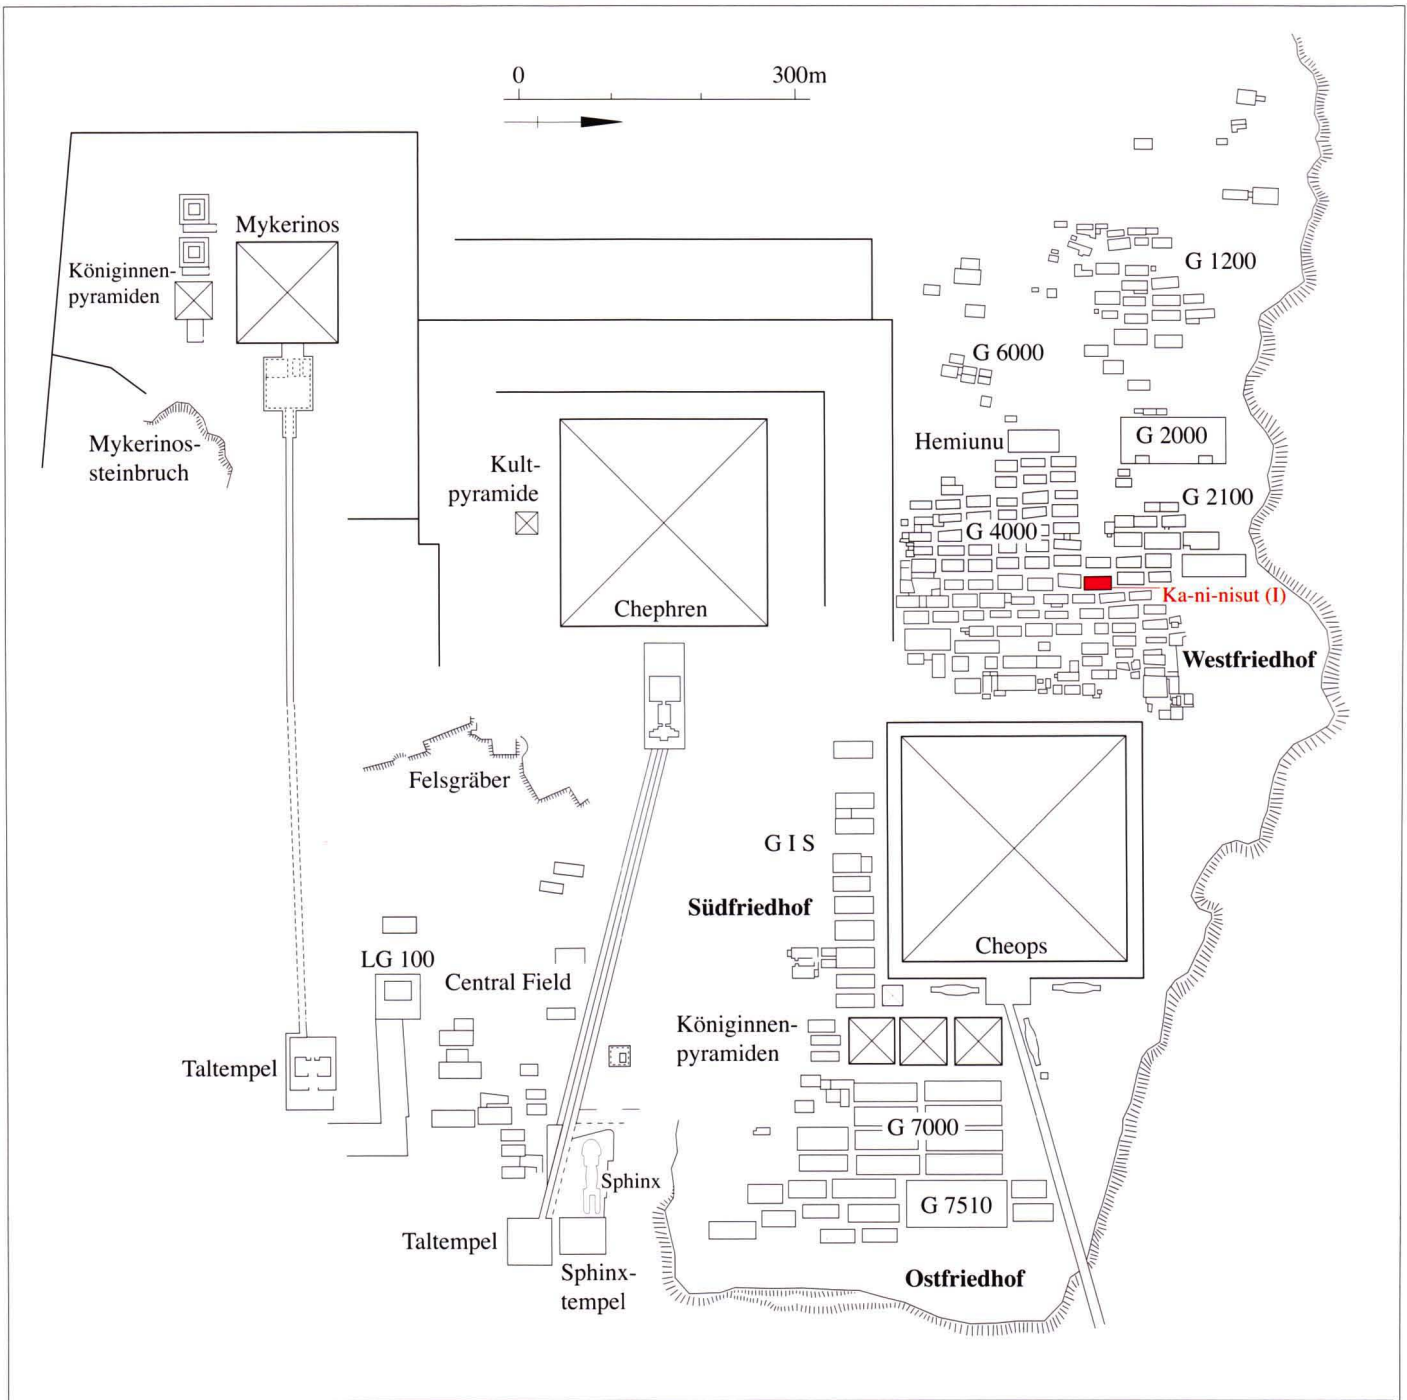 0 300m
Mykerinos
Königinnen-
pyramiden
G 1200
G 6000
Mykerinos-
steinbruch
Hemiunu
G 2000
Kult-
pyramide
G 2100
G 4000
Chephren
Ka-ni-nisut (I)
Westfriedhof
Felsgräber
G I S
Südfriedhof
Cheops
LG 100
Central Field
Königinnen-
pyramiden
Taltempel
G 7000
Sphinx
G 7510
Taltempel
Sphinx-
tempel
Ostfriedhof